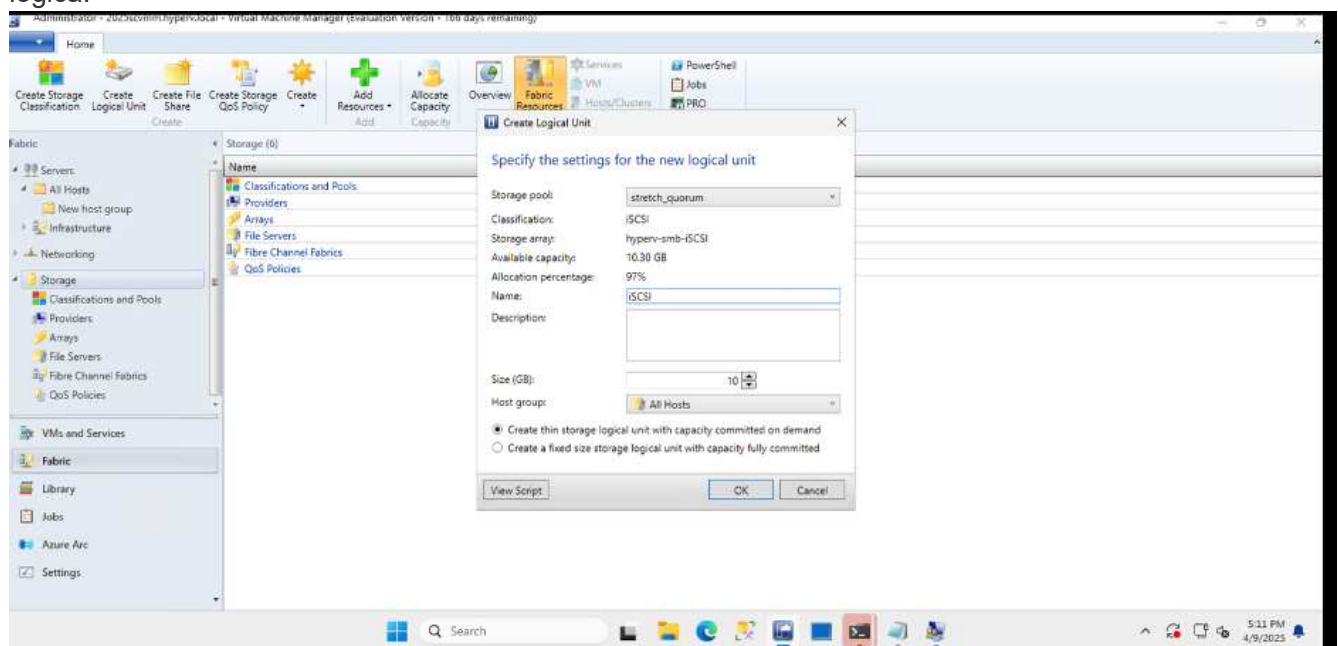 logical.
Administrator - 2025scvmm.hyperv.local - Virtual Machine Manager (Evaluation Version - 166 days remaining)
Home
Create Storage Classification
Create Logical Unit
Create File Share
Create Storage QoS Policy
Create
Add Resources
Allocate Capacity
Overview
Fabric Resources
Services
VM
Hosts/Clusters
PowerShell
Jobs
PRO
Create
Add
Capacity
Fabric
Servers
All Hosts
New host group
Infrastructure
Networking
Storage
Classifications and Pools
Providers
Arrays
File Servers
Fibre Channel Fabrics
QoS Policies
VMs and Services
Fabric
Library
Jobs
Azure Arc
Settings
Storage (6)
Name
Classifications and Pools
Providers
Arrays
File Servers
Fibre Channel Fabrics
QoS Policies
Create Logical Unit
Specify the settings for the new logical unit
Storage pool: stretch_quorum
Classification: iSCSI
Storage array: hyperv-smb-iSCSI
Available capacity: 10.30 GB
Allocation percentage: 97%
Name: iSCSI
Description:
Size (GB): 10
Host group: All Hosts
Create thin storage logical unit with capacity committed on demand
Create a fixed size storage logical unit with capacity fully committed
View Script
OK
Cancel
Search
5:11 PM
4/9/2025